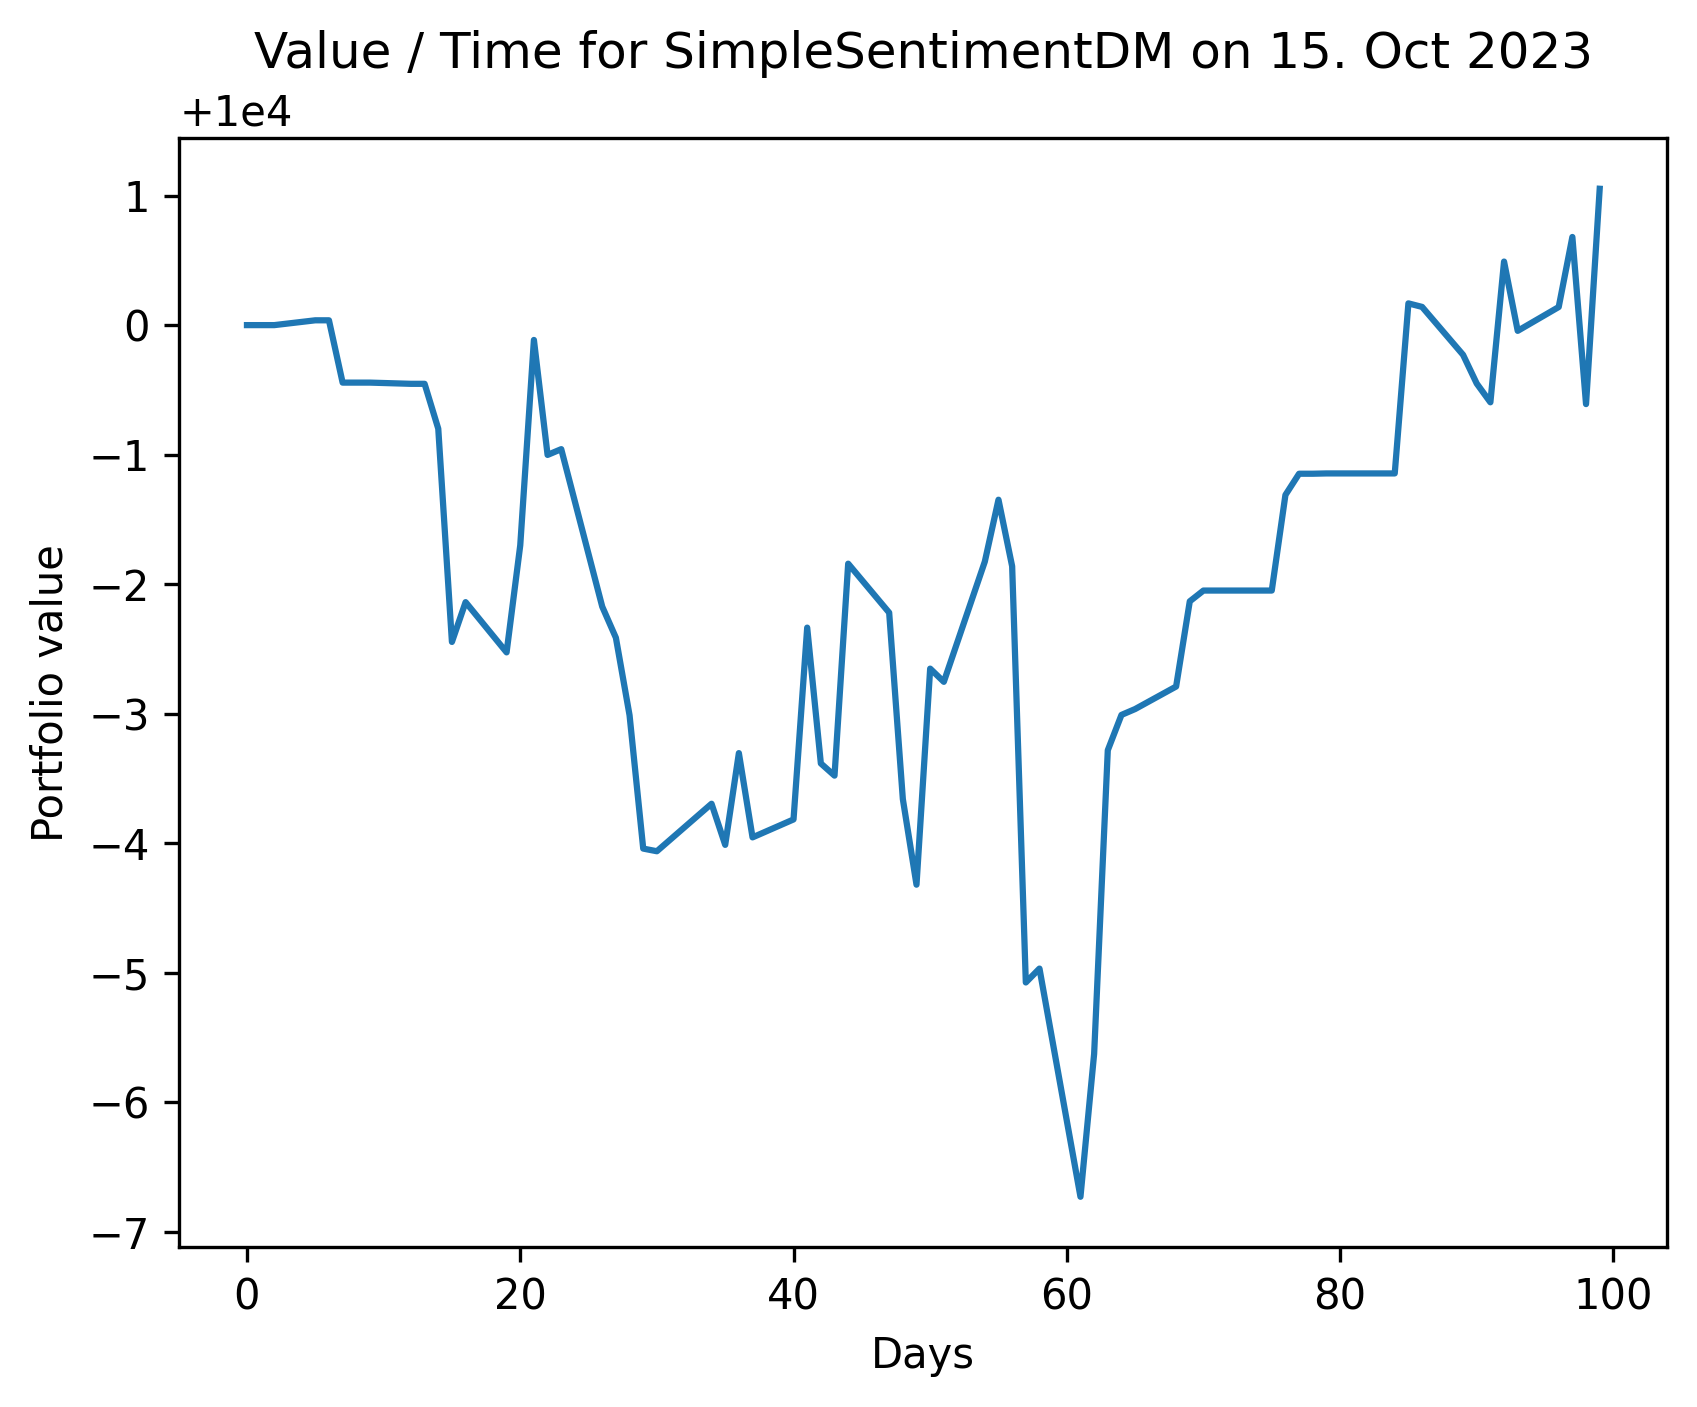 Value / Time for SimpleSentimentDM on 15. Oct 2023
+1e4
1
0
−1
−2
−3
−4
−5
−6
−7
Portfolio value
0 20 40 60 80 100
Days